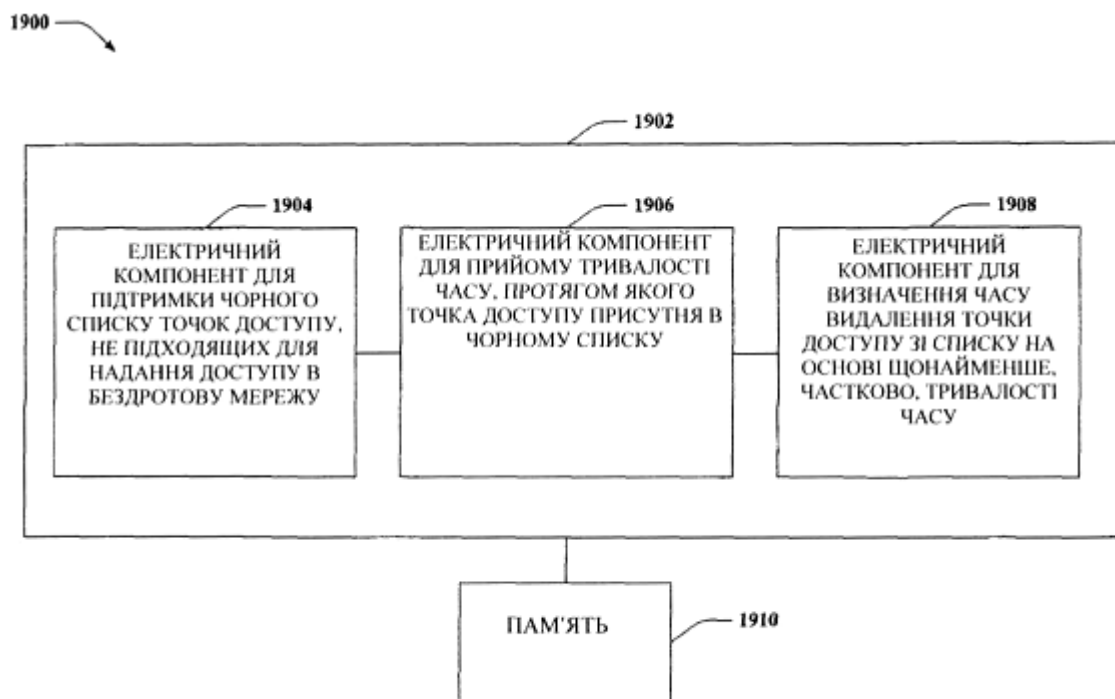 1900
1902
1904
ЕЛЕКТРИЧНИЙ
КОМПОНЕНТ ДЛЯ
ПІДТРИМКИ ЧОРНОГО
СПИСКУ ТОЧОК ДОСТУПУ,
НЕ ПІДХОДЯЩИХ ДЛЯ
НАДАННЯ ДОСТУПУ В
БЕЗДРОТОВУ МЕРЕЖУ
1906
ЕЛЕКТРИЧНИЙ КОМПОНЕНТ
ДЛЯ ПРИЙОМУ ТРИВАЛОСТІ
ЧАСУ, ПРОТЯГОМ ЯКОГО
ТОЧКА ДОСТУПУ ПРИСУТНЯ В
ЧОРНОМУ СПИСКУ
1908
ЕЛЕКТРИЧНИЙ
КОМПОНЕНТ ДЛЯ
ВИЗНАЧЕННЯ ЧАСУ
ВИДАЛЕННЯ ТОЧКИ
ДОСТУПУ ЗІ СПИСКУ НА
ОСНОВІ ЩОНАЙМЕНШЕ,
ЧАСТКОВО, ТРИВАЛОСТІ
ЧАСУ
ПАМ'ЯТЬ
1910